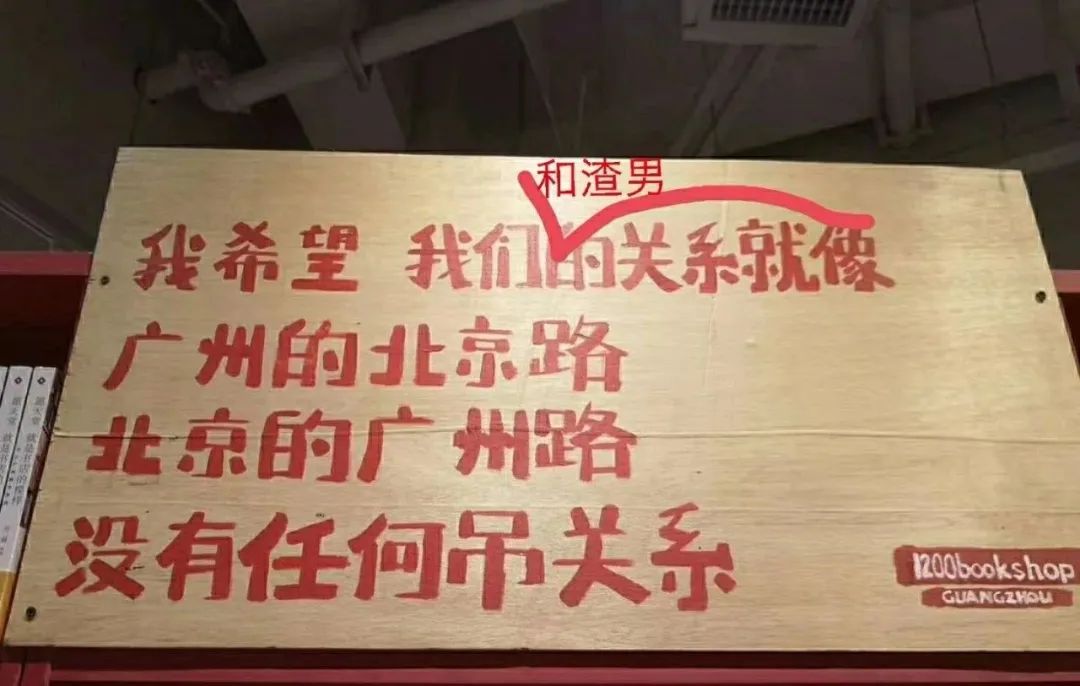 和渣男
我希望 我们的关系就像
广州的北京路
北京的广州路
没有任何吊关系
1200bookshop
GUANGZHOU